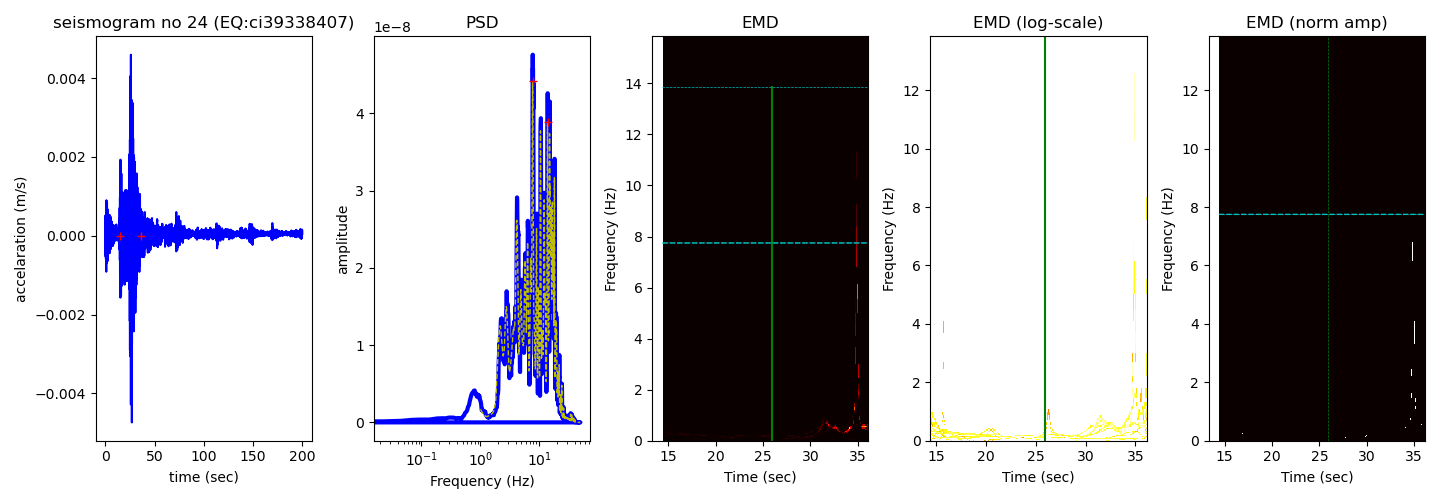 seismogram no 24 (EQ:ci39338407)
accelaration (m/s)
0.004
0.002
0.000
−0.002
−0.004
0 50 100 150 200
time (sec)
PSD
1e−8
amplitude
4
3
2
1
0
10⁻¹ 10⁰ 10¹
Frequency (Hz)
EMD
Frequency (Hz)
14
12
10
8
6
4
2
0
15 20 25 30 35
Time (sec)
EMD (log-scale)
Frequency (Hz)
12
10
8
6
4
2
0
15 20 25 30 35
Time (sec)
EMD (norm amp)
Frequency (Hz)
12
10
8
6
4
2
0
15 20 25 30 35
Time (sec)